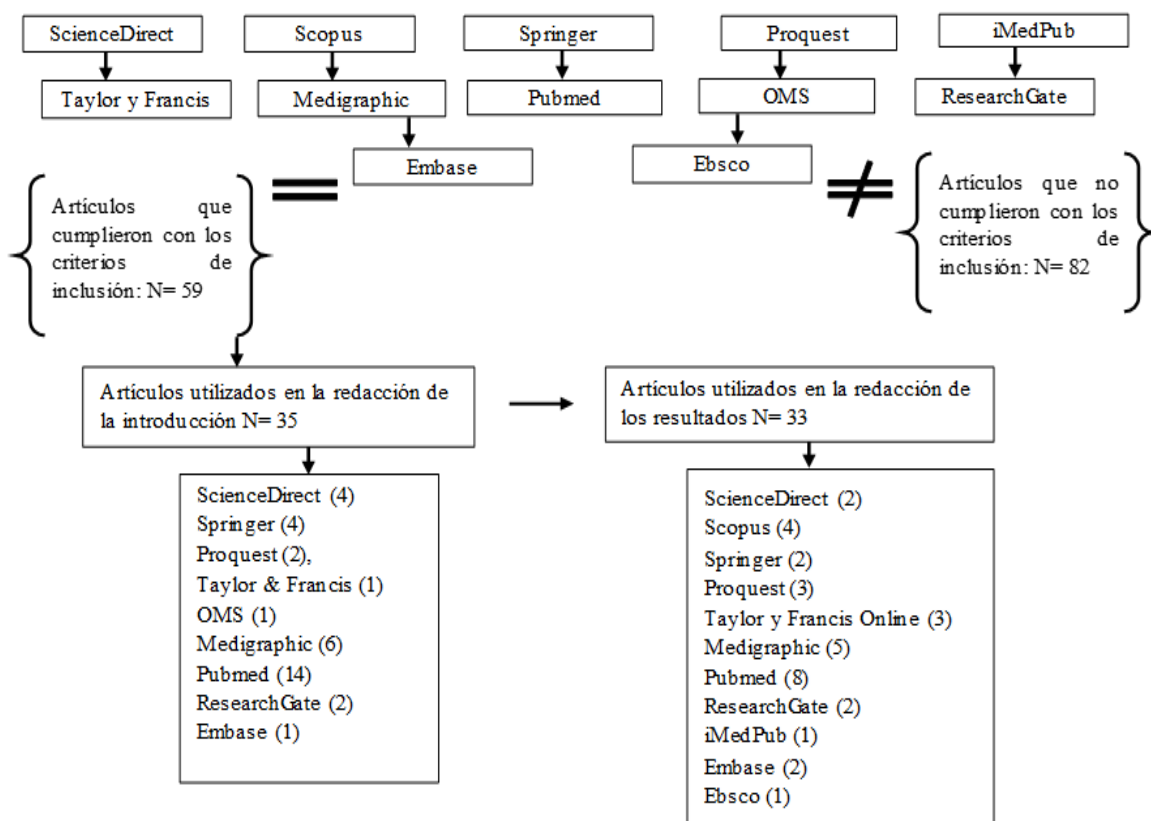 ScienceDirect
Scopus
Springer
Proquest
iMedPub
Taylor y Francis
Medigraphic
Pubmed
OMS
ResearchGate
Embase
Ebsco
Artículos que
cumplieron con los
criterios de
inclusión: N= 59
=
≠
Artículos que no
cumplieron con los
criterios de
inclusión: N= 82
Artículos utilizados en la redacción de
la introducción N= 35
Artículos utilizados en la redacción de
los resultados N= 33
ScienceDirect (4)
Springer (4)
Proquest (2),
Taylor & Francis (1)
OMS (1)
Medigraphic (6)
Pubmed (14)
ResearchGate (2)
Embase (1)
ScienceDirect (2)
Scopus (4)
Springer (2)
Proquest (3)
Taylor y Francis Online (3)
Medigraphic (5)
Pubmed (8)
ResearchGate (2)
iMedPub (1)
Embase (2)
Ebsco (1)